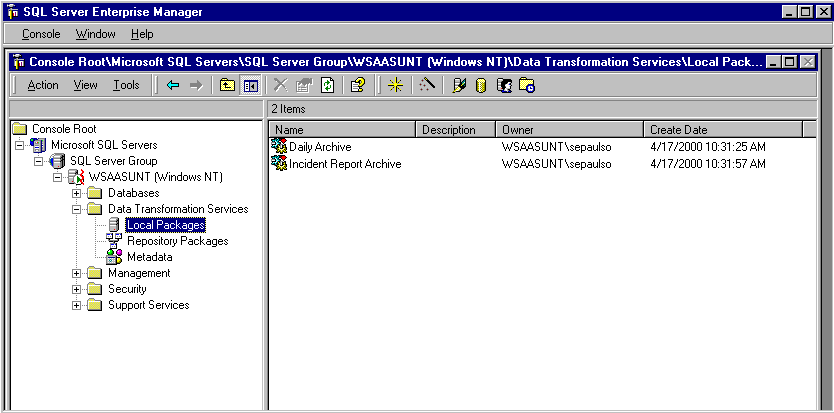 SQL Server Enterprise Manager
Console Window Help
Console Root\Microsoft SQL Servers\SQL Server Group\WSAASUNT (Windows NT)\Data Transformation Services\Local Pack...
Action View Tools
2 Items
Console Root
Microsoft SQL Servers
SQL Server Group
WSAASUNT (Windows NT)
Databases
Data Transformation Services
Local Packages
Repository Packages
Metadata
Management
Security
Support Services
Name Description Owner Create Date
Daily Archive WSAASUNT\sepaulso 4/17/2000 10:31:25 AM
Incident Report Archive WSAASUNT\sepaulso 4/17/2000 10:31:57 AM